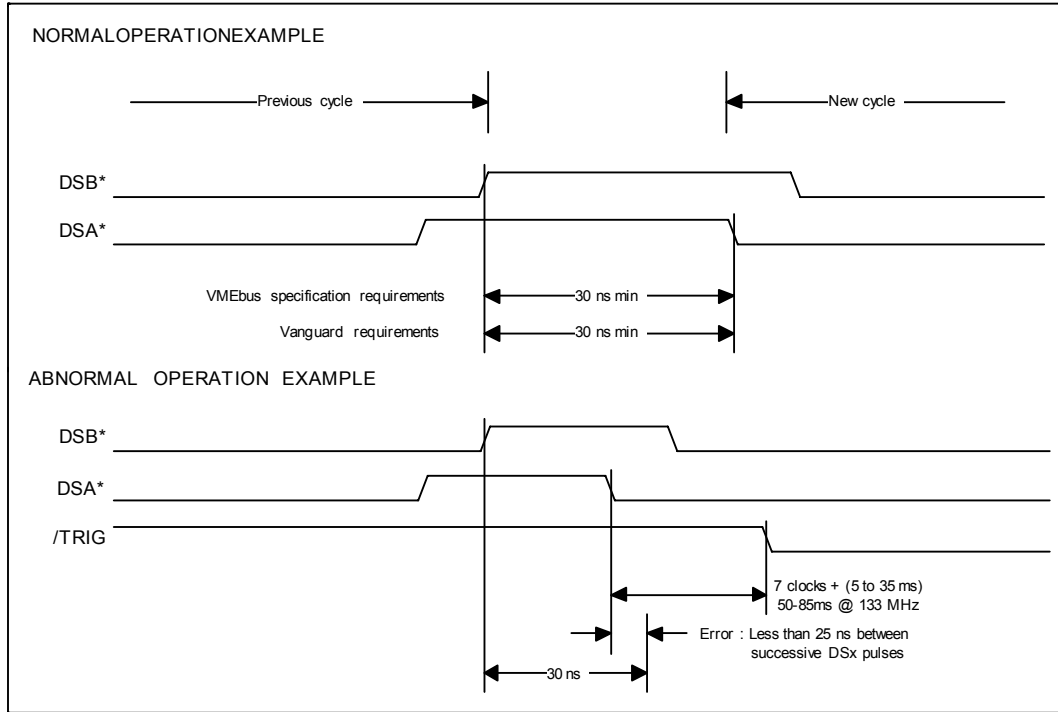 NORMALOPERATIONEXAMPLE
Previous cycle
New cycle
DSB*
DSA*
VMEbus specification requirements
30 ns min
Vanguard requirements
30 ns min
ABNORMAL OPERATION EXAMPLE
DSB*
DSA*
/TRIG
7 clocks + (5 to 35 ms)
50-85ms @ 133 MHz
Error : Less than 25 ns between
successive DSx pulses
30 ns